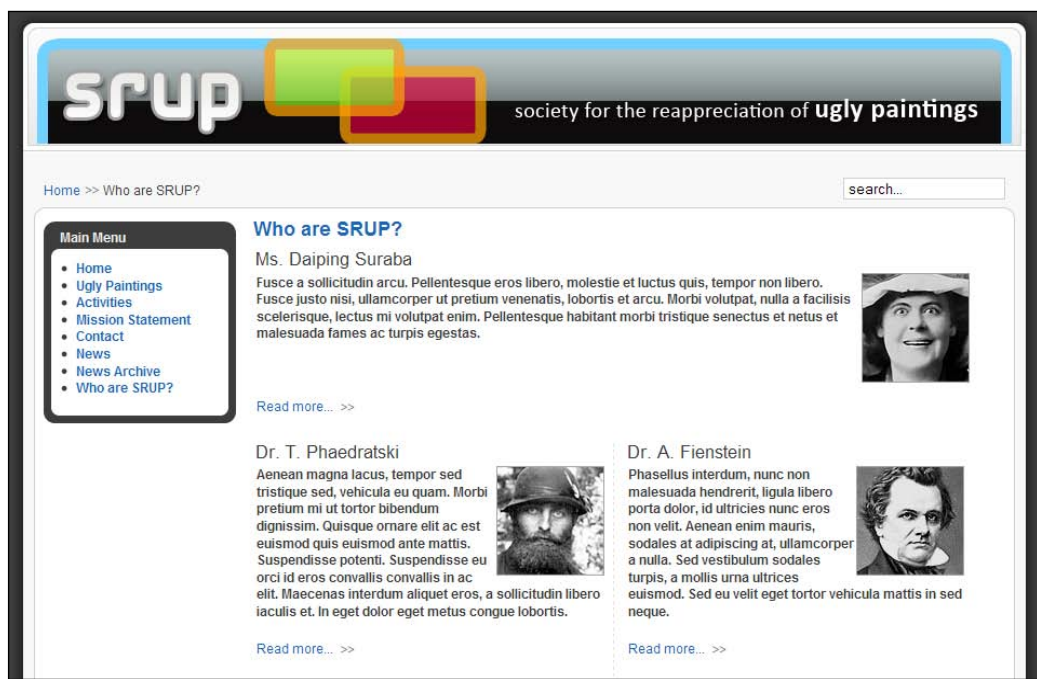 srup
society for the reappreciation of ugly paintings
Home >> Who are SRUP?
search...
Main Menu
Home
Ugly Paintings
Activities
Mission Statement
Contact
News
News Archive
Who are SRUP?
Who are SRUP?
Ms. Daiping Suraba
Fusce a sollicitudin arcu. Pellentesque eros libero, molestie et luctus quis, tempor non libero.
Fusce justo nisi, ullamcorper ut pretium venenatis, lobortis et arcu. Morbi volutpat, nulla a facilisis
scelerisque, lectus mi volutpat enim. Pellentesque habitant morbi tristique senectus et netus et
malesuada fames ac turpis egestas.
Read more... >>
Dr. T. Phaedratski
Aenean magna lacus, tempor sed
tristique sed, vehicula eu quam. Morbi
pretium mi ut tortor bibendum
dignissim. Quisque ornare elit ac est
euismod quis euismod ante mattis.
Suspendisse potenti. Suspendisse eu
orci id eros convallis convallis in ac
elit. Maecenas interdum aliquet eros, a sollicitudin libero
iaculis et. In eget dolor eget metus congue lobortis.
Read more... >>
Dr. A. Fienstein
Phasellus interdum, nunc non
malesuada hendrerit, ligula libero
porta dolor, id ultricies nunc eros
non velit. Aenean enim mauris,
sodales at adipiscing at, ullamcorper
a nulla. Sed vestibulum sodales
turpis, a mollis urna ultrices
euismod. Sed eu velit eget tortor vehicula mattis in sed
neque.
Read more... >>